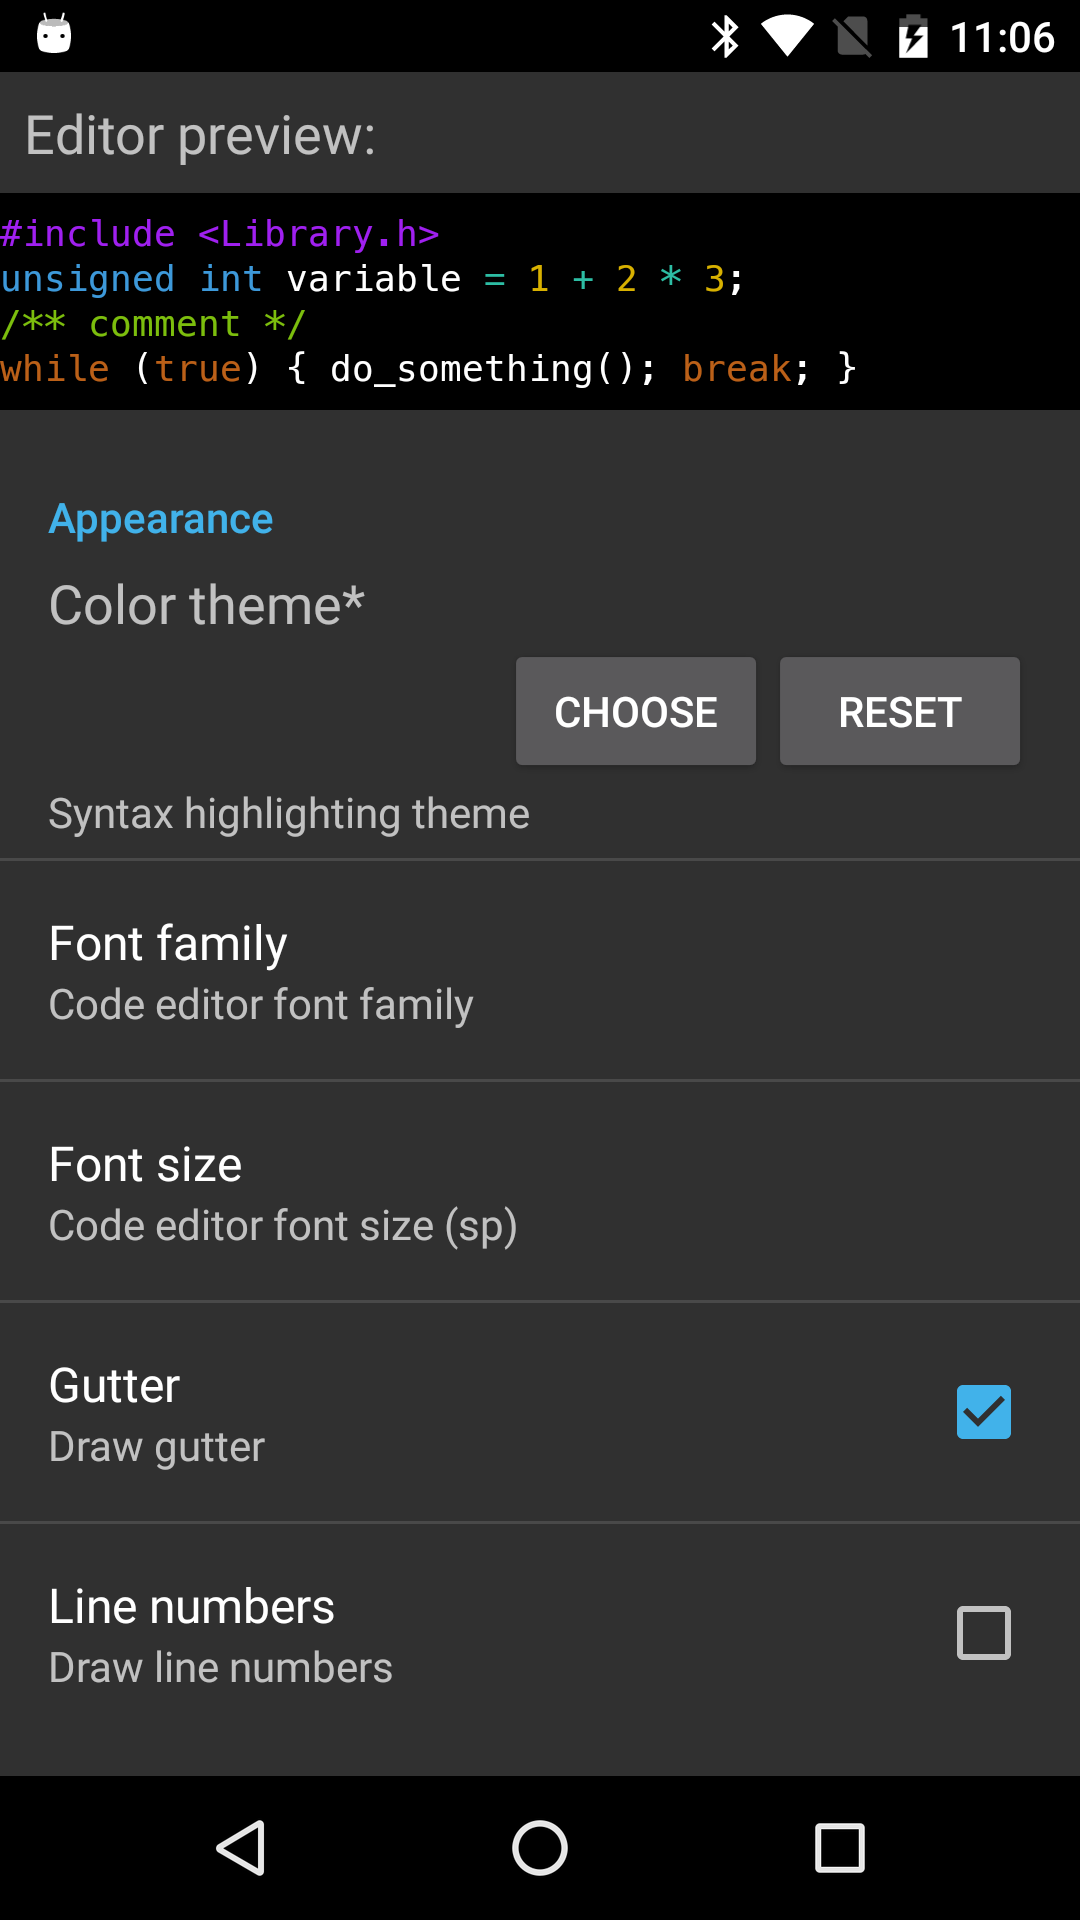 11:06
Editor preview:
#include <Library.h>
unsigned int variable = 1 + 2 * 3;
/** comment */
while (true) { do_something(); break; }
Appearance
Color theme*
CHOOSE RESET
Syntax highlighting theme
Font family
Code editor font family
Font size
Code editor font size (sp)
Gutter
Draw gutter
Line numbers
Draw line numbers